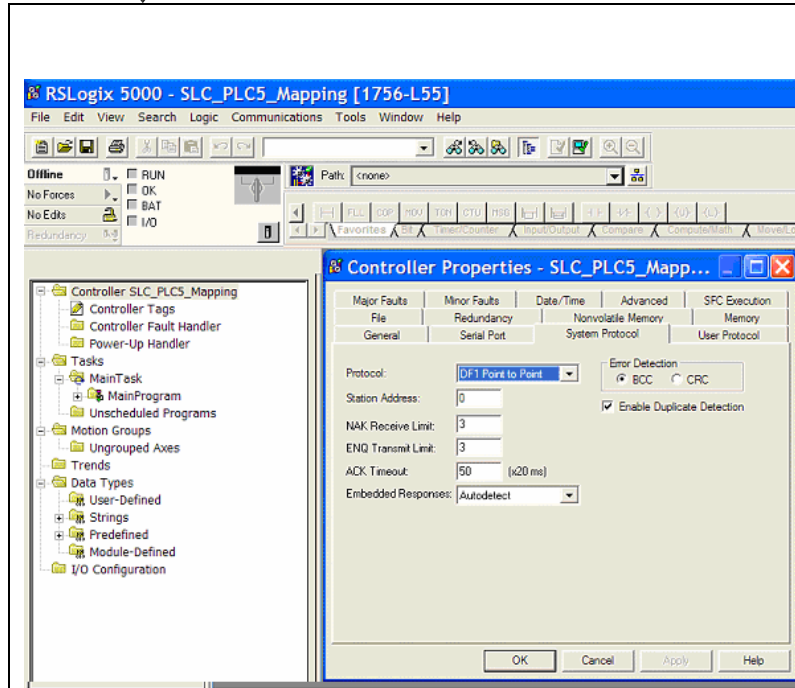 RSLogix 5000 - SLC_PLC5_Mapping [1756-L55]
File Edit View Search Logic Communications Tools Window Help
Offline RUN Path: <none>
No Forces OK
BAT
No Edits I/O
Redundancy
FLL COP MOV TON CTU MSG
Favorites Bit Timer/Counter Input/Output Compare Compute/Math Move/Lo
Controller SLC_PLC5_Mapping
Controller Tags
Controller Fault Handler
Power-Up Handler
Tasks
MainTask
MainProgram
Unscheduled Programs
Motion Groups
Ungrouped Axes
Trends
Data Types
User-Defined
Strings
Predefined
Module-Defined
I/O Configuration
Controller Properties - SLC_PLC5_Mapp...
Major Faults Minor Faults Date/Time Advanced SFC Execution
File Redundancy Nonvolatile Memory Memory
General Serial Port System Protocol User Protocol
Protocol: DF1 Point to Point
Error Detection
BCC CRC
Station Address: 0
Enable Duplicate Detection
NAK Receive Limit: 3
ENQ Transmit Limit: 3
ACK Timeout: 50 (x20 ms)
Embedded Responses: Autodetect
OK Cancel Apply Help